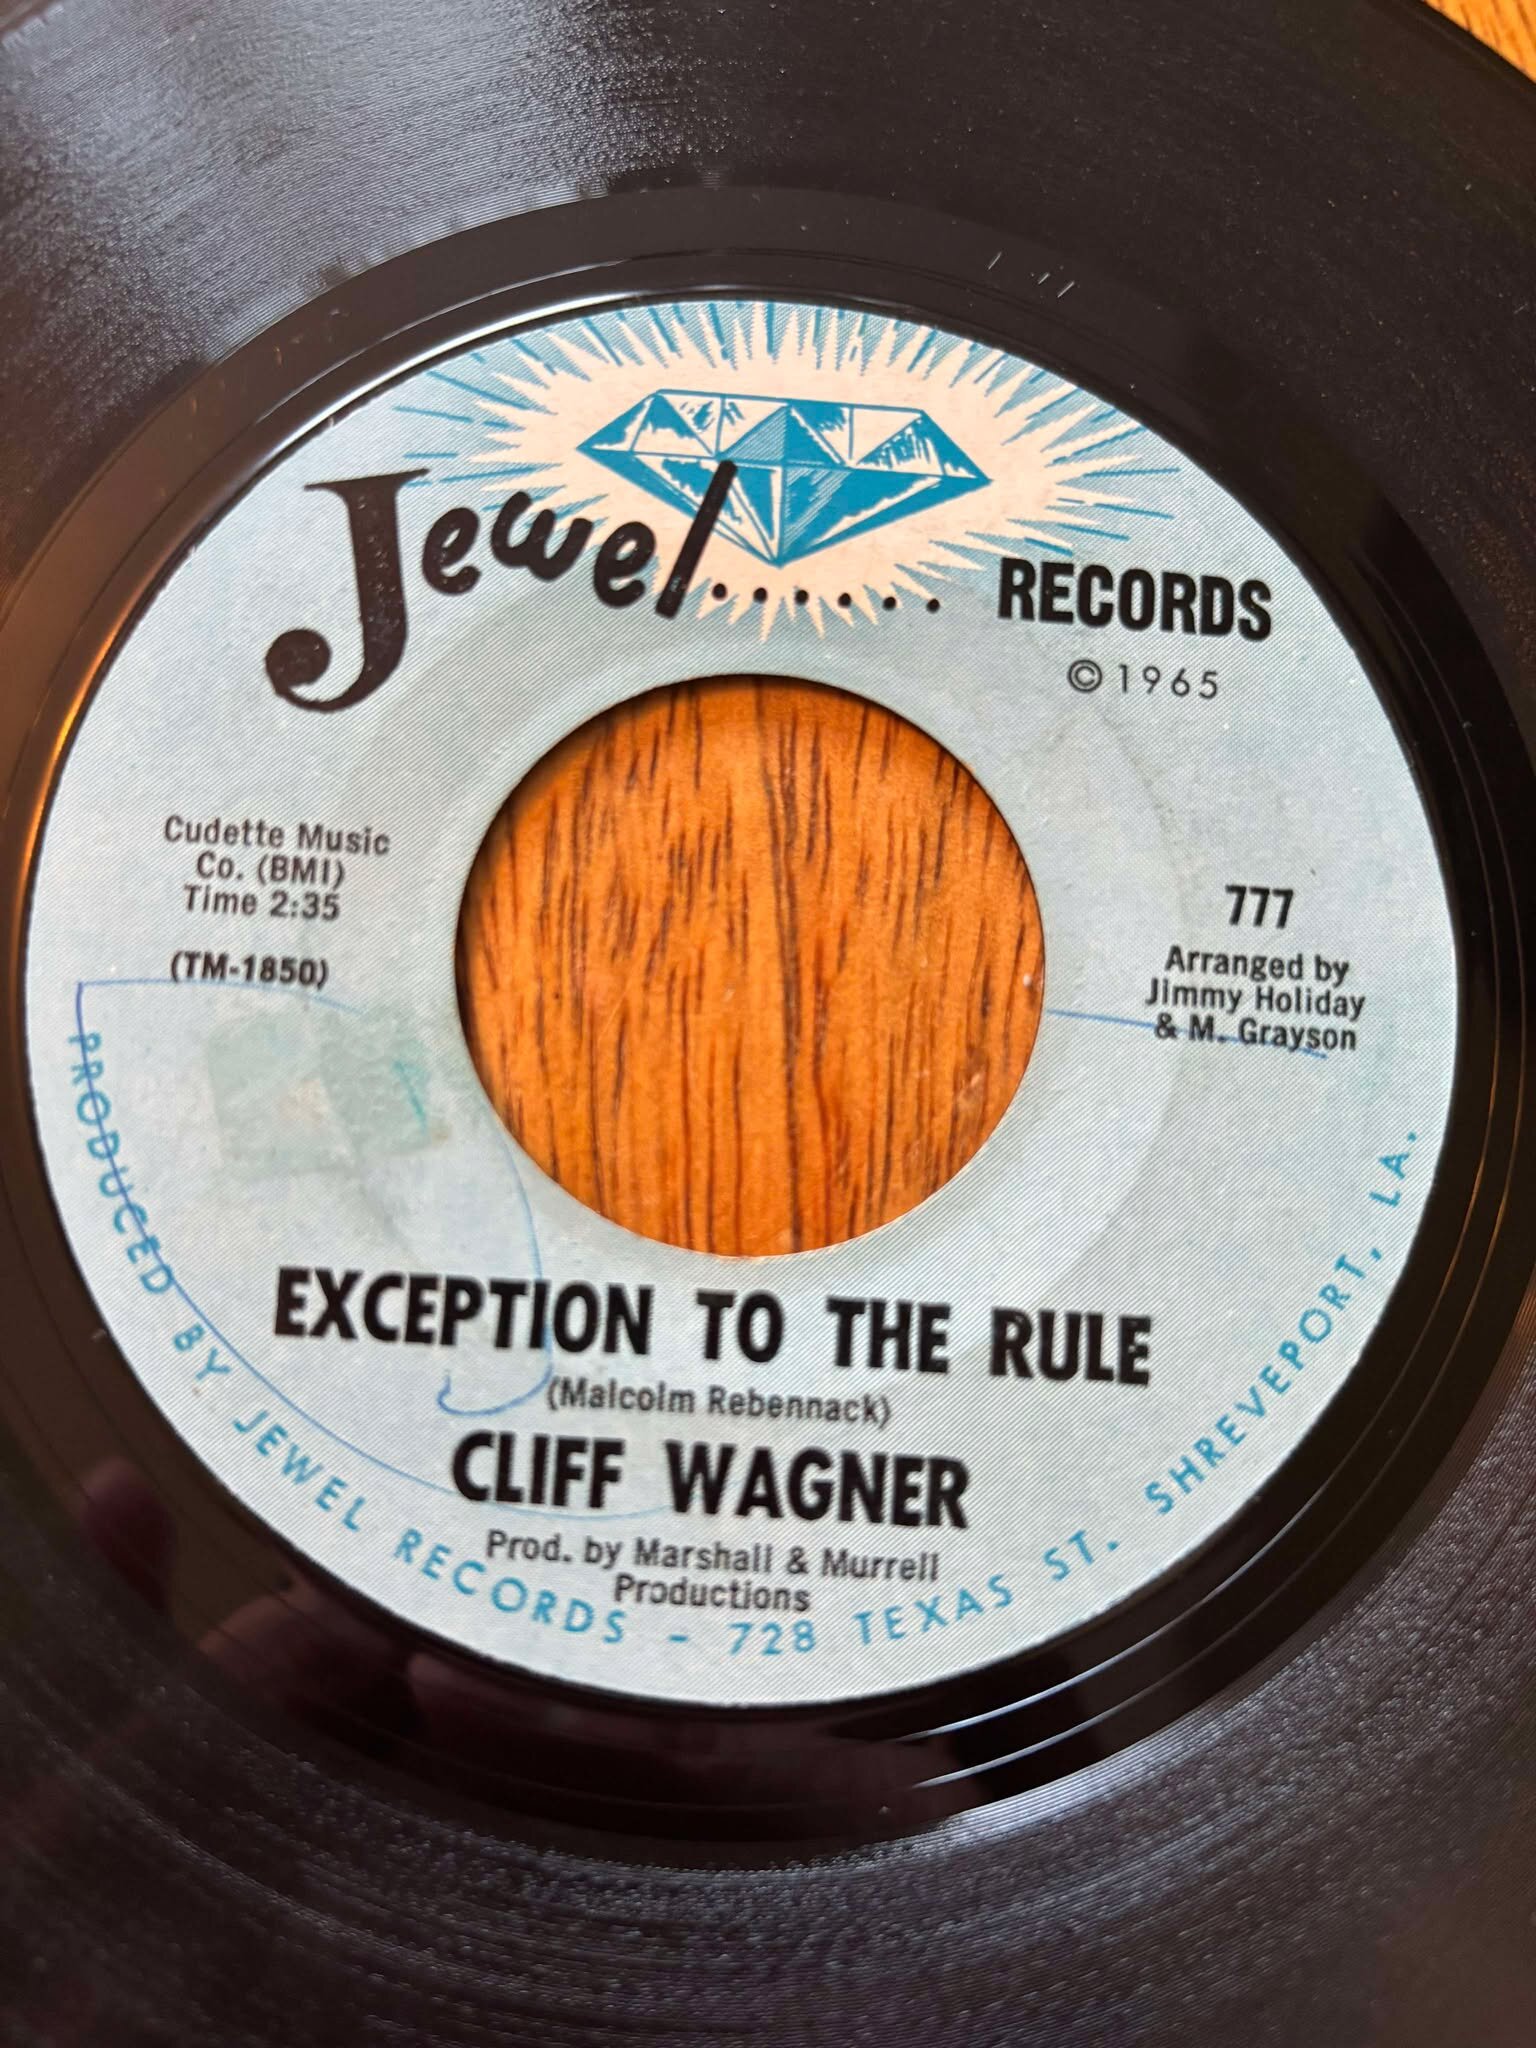 Jewel...... RECORDS
© 1965
Cudette Music
Co. (BMI)
Time 2:35
(TM-1850)
777
Arranged by
Jimmy Holiday
& M. Grayson
EXCEPTION TO THE RULE
(Malcolm Rebennack)
CLIFF WAGNER
Prod. by Marshall & Murrell
Productions
PRODUCED BY JEWEL RECORDS - 728 TEXAS ST. SHREVEPORT, LA.